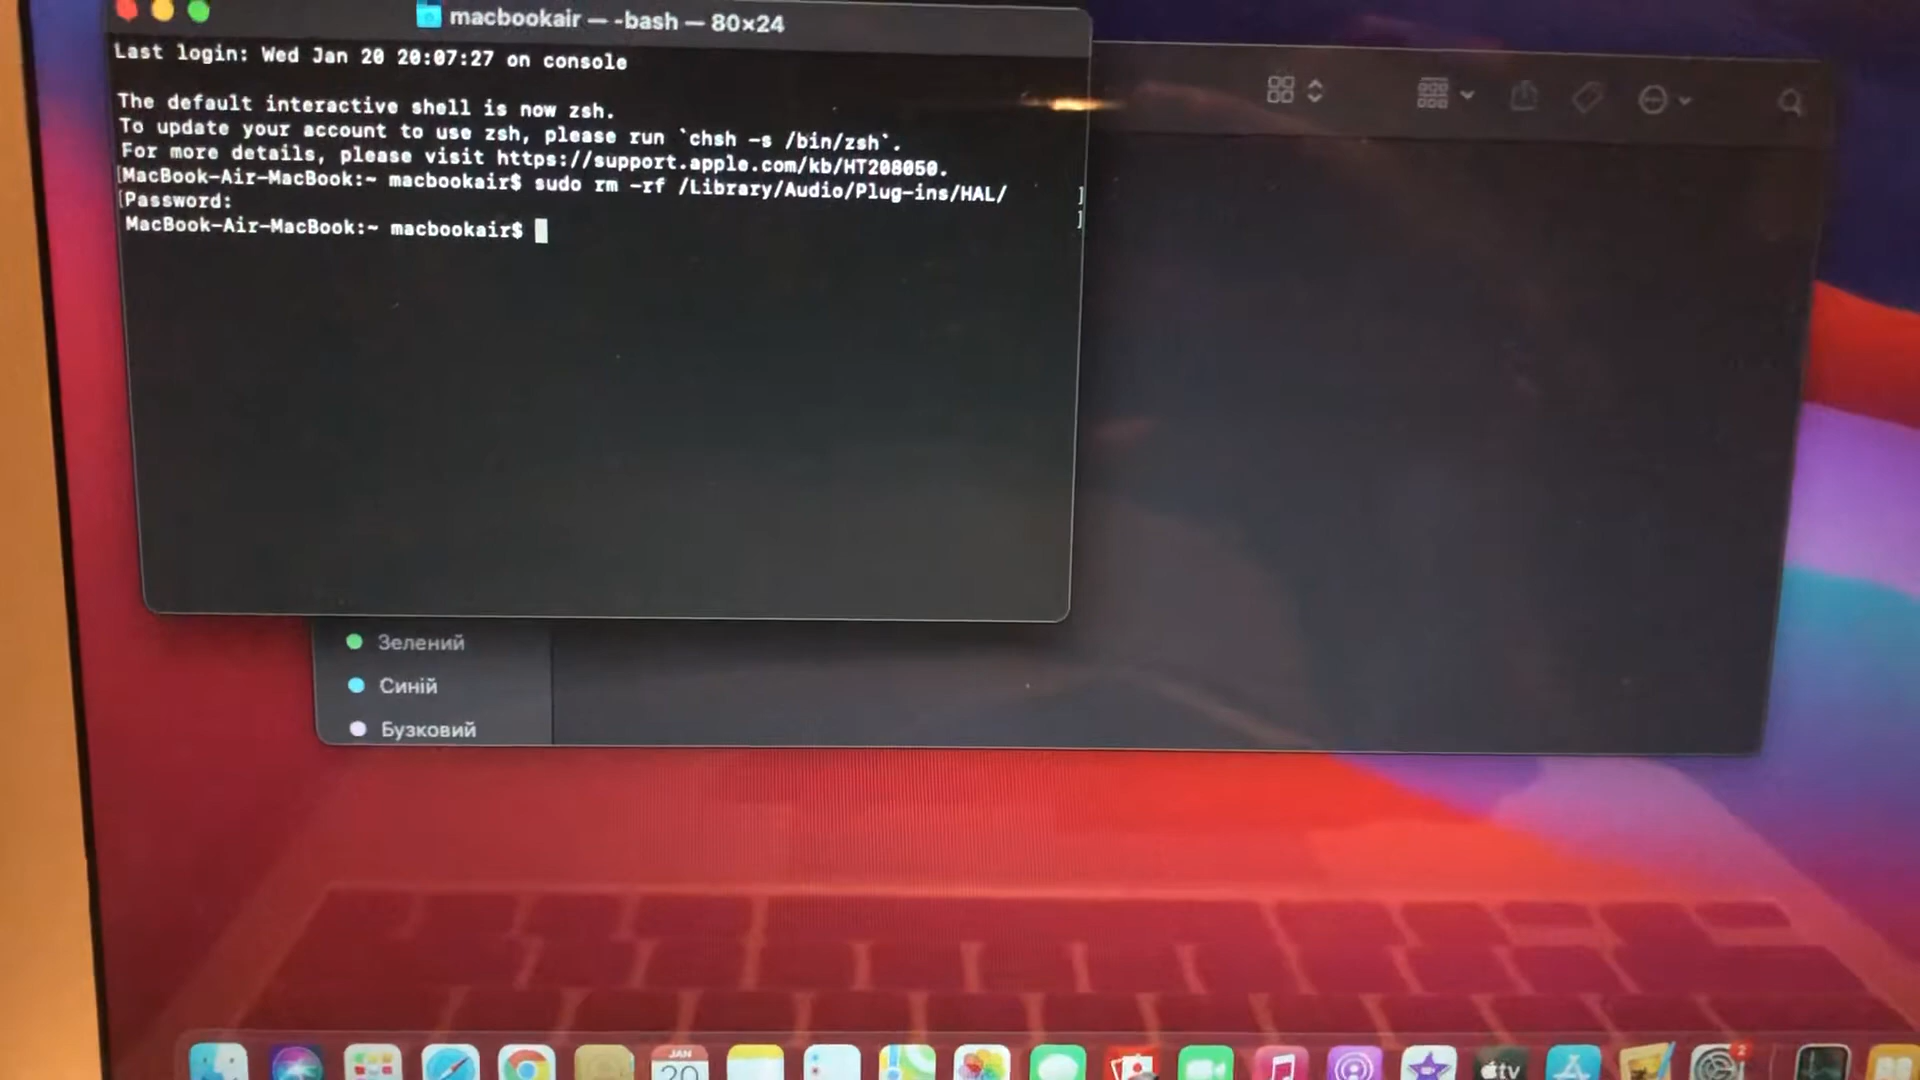 macbookair — -bash — 80×24
Last login: Wed Jan 20 20:07:27 on console
The default interactive shell is now zsh.
To update your account to use zsh, please run `chsh -s /bin/zsh`.
For more details, please visit https://support.apple.com/kb/HT208050.
[MacBook-Air-MacBook:~ macbookair$ sudo rm -rf /Library/Audio/Plug-ins/HAL/ ]
[Password: ]
MacBook-Air-MacBook:~ macbookair$
Зелений
Синій
Бузковий
JAN
20
tv
2